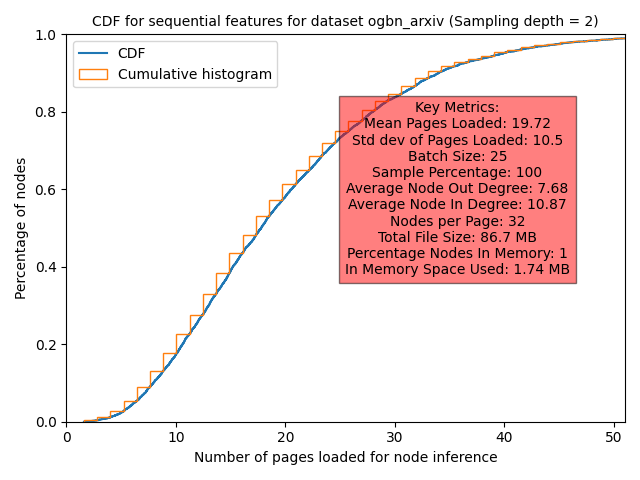 CDF for sequential features for dataset ogbn_arxiv (Sampling depth = 2)
1.0
0.8
0.6
0.4
0.2
0.0
Percentage of nodes
CDF
Cumulative histogram
Key Metrics:
Mean Pages Loaded: 19.72
Std dev of Pages Loaded: 10.5
Batch Size: 25
Sample Percentage: 100
Average Node Out Degree: 7.68
Average Node In Degree: 10.87
Nodes per Page: 32
Total File Size: 86.7 MB
Percentage Nodes In Memory: 1
In Memory Space Used: 1.74 MB
0 10 20 30 40 50
Number of pages loaded for node inference